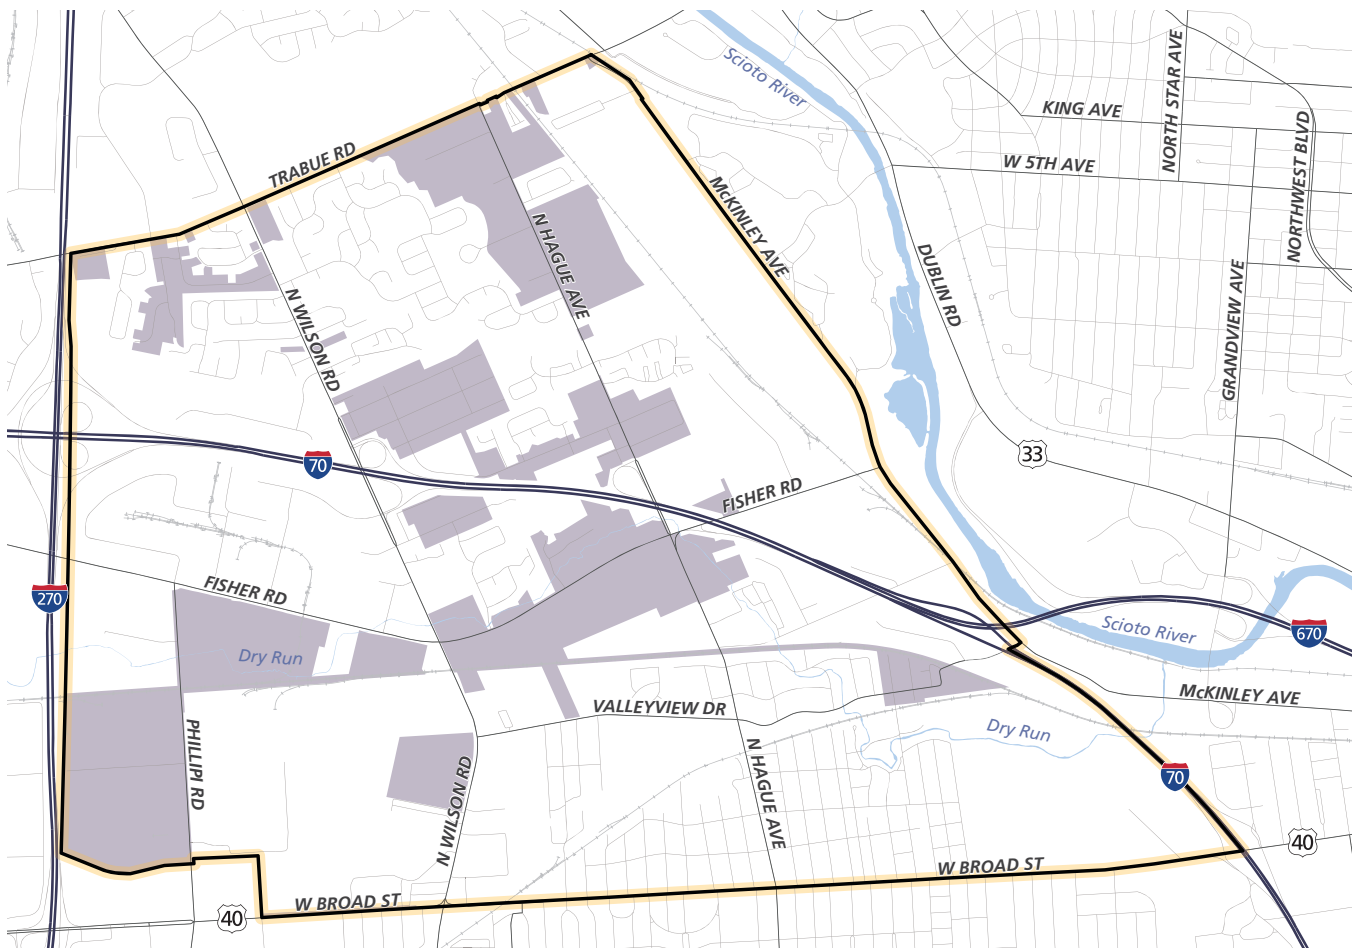 Scioto River
KING AVE
NORTH STAR AVE
NORTHWEST BLVD
W 5TH AVE
TRABUE RD
McKINLEY AVE
N HAGUE AVE
DUBLIN RD
GRANDVIEW AVE
N WILSON RD
33
70
FISHER RD
270
FISHER RD
Scioto River
670
Dry Run
McKINLEY AVE
VALLEYVIEW DR
Dry Run
PHILLIPI RD
N HAGUE AVE
70
N WILSON RD
40
W BROAD ST
W BROAD ST
40